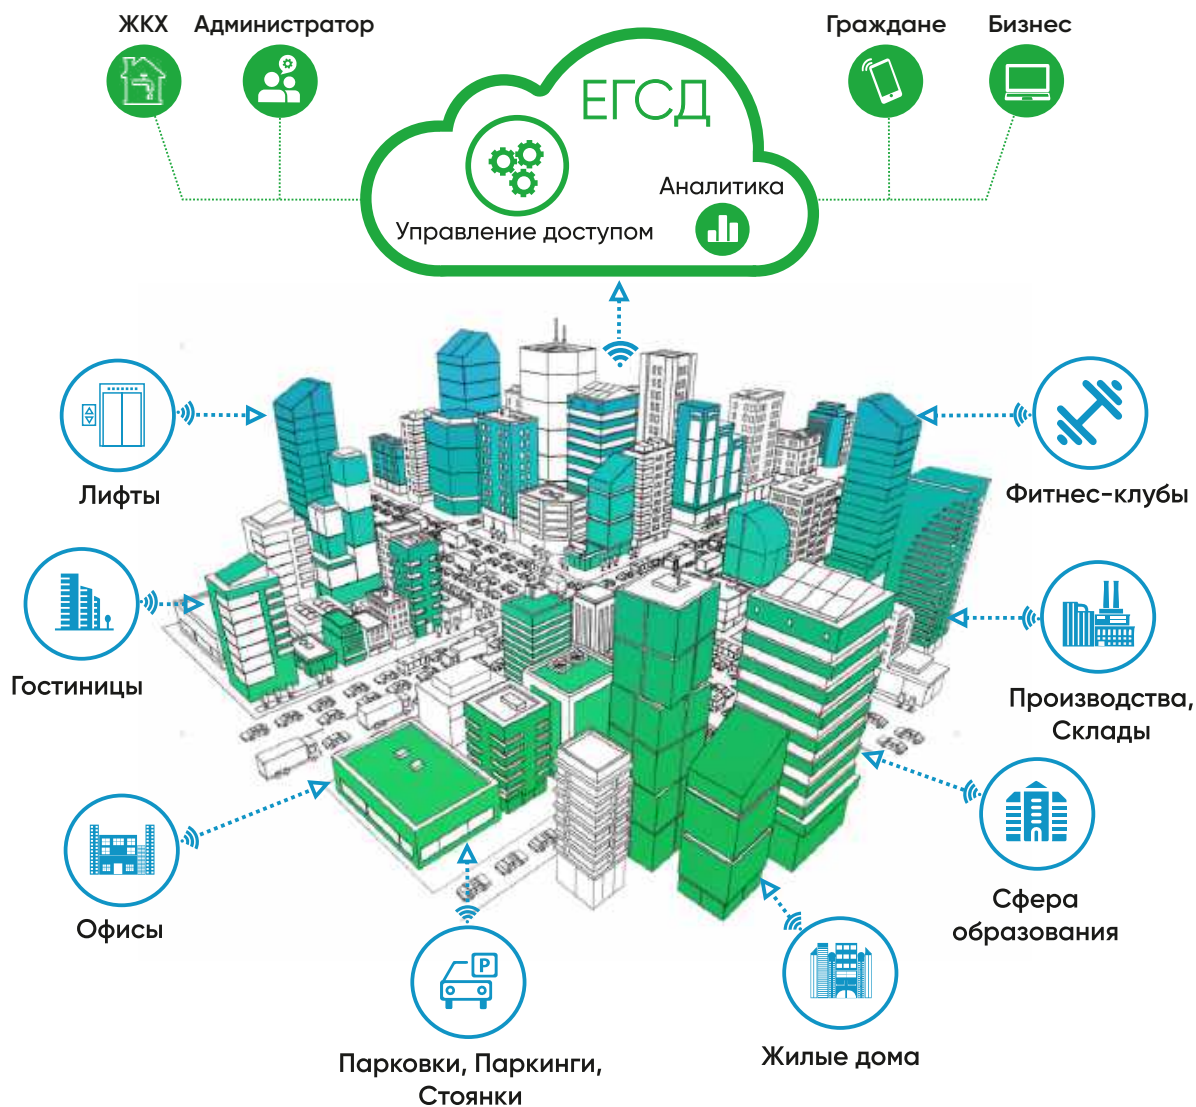 ЖКХ
Администратор
Граждане
Бизнес
ЕГСД
Аналитика
Управление доступом
Лифты
Фитнес-клубы
Гостиницы
Производства,
Склады
Офисы
Сфера
образования
P
Парковки, Паркинги,
Стоянки
Жилые дома